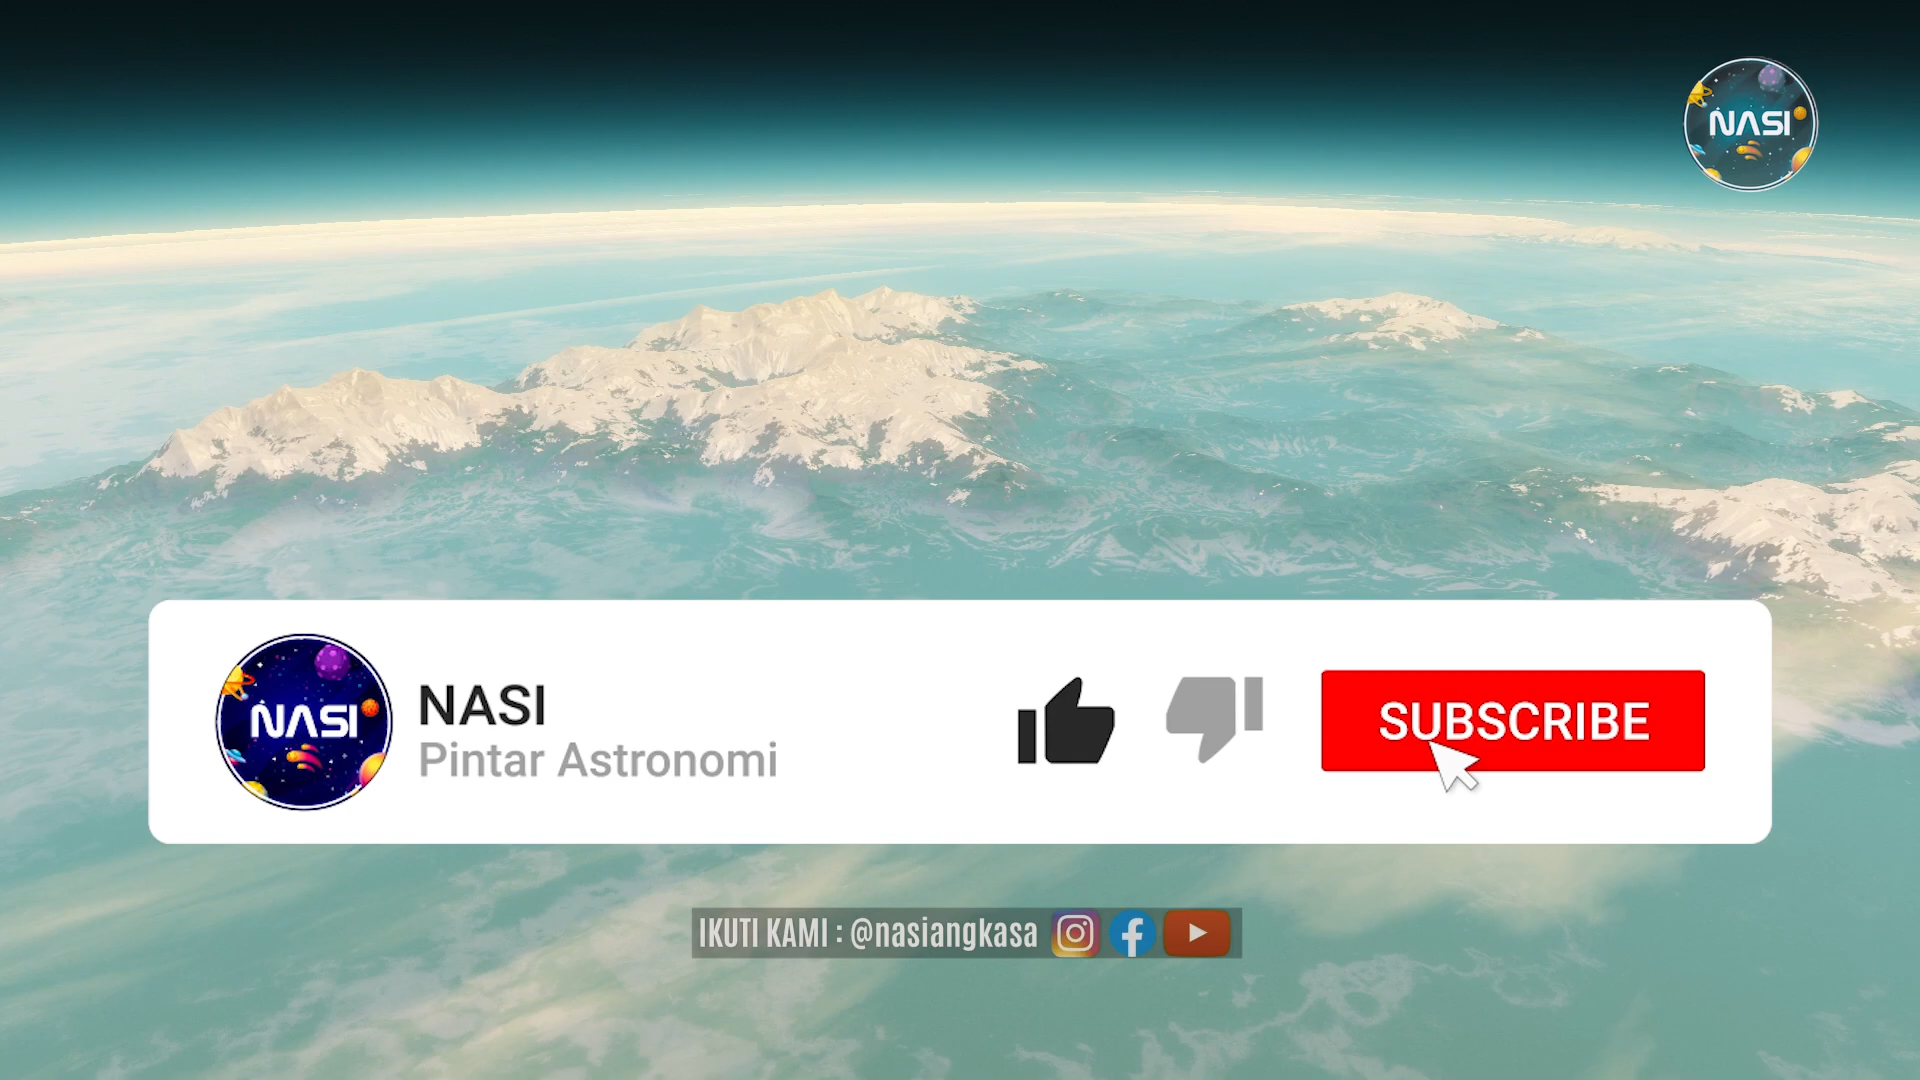 NASI
NASI
NASI
Pintar Astronomi
SUBSCRIBE
IKUTI KAMI : @nasiangkasa